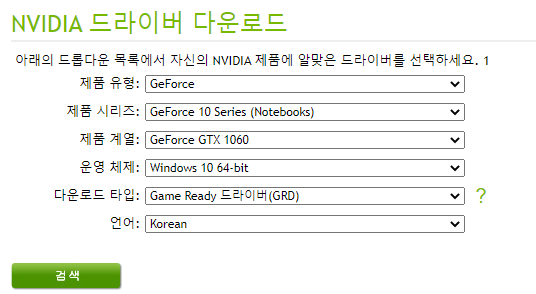 NVIDIA 드라이버 다운로드
아래의 드롭다운 목록에서 자신의 NVIDIA 제품에 알맞은 드라이버를 선택하세요. 1
제품 유형: GeForce
제품 시리즈: GeForce 10 Series (Notebooks)
제품 계열: GeForce GTX 1060
운영 체제: Windows 10 64-bit
다운로드 타입: Game Ready 드라이버(GRD) ?
언어: Korean
검색